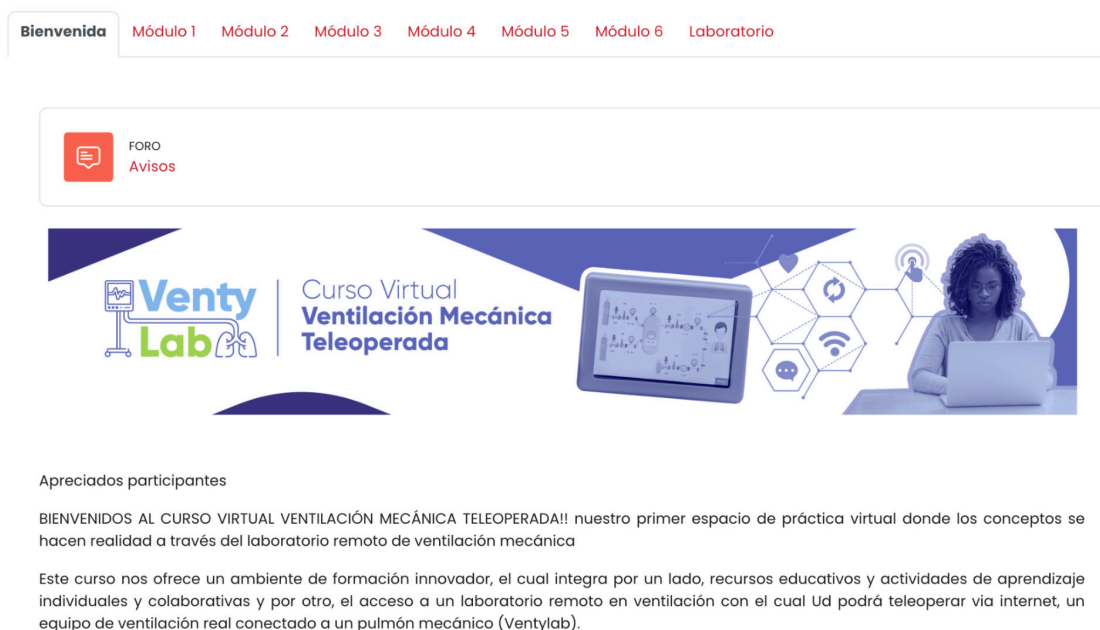 Bienvenida Módulo 1 Módulo 2 Módulo 3 Módulo 4 Módulo 5 Módulo 6 Laboratorio
FORO
Avisos
Venty
Lab
Curso Virtual
Ventilación Mecánica
Teleoperada
Apreciados participantes
BIENVENIDOS AL CURSO VIRTUAL VENTILACIÓN MECÁNICA TELEOPERADA!! nuestro primer espacio de práctica virtual donde los conceptos se
hacen realidad a través del laboratorio remoto de ventilación mecánica
Este curso nos ofrece un ambiente de formación innovador, el cual integra por un lado, recursos educativos y actividades de aprendizaje
individuales y colaborativas y por otro, el acceso a un laboratorio remoto en ventilación con el cual Ud podrá teleoperar via internet, un
equipo de ventilación real conectado a un pulmón mecánico (Ventylab).